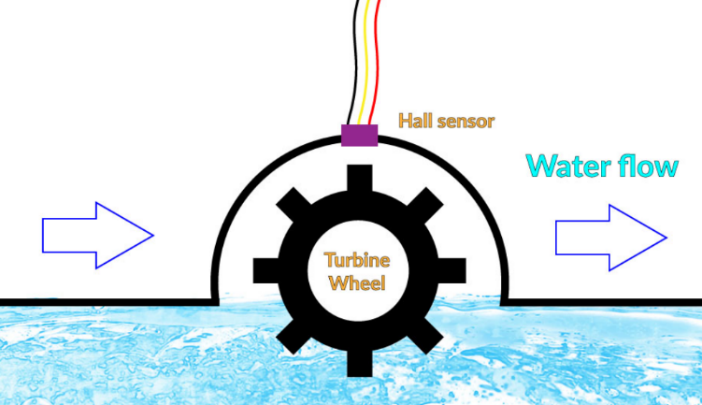 Hall sensor
Water flow
Turbine
Wheel